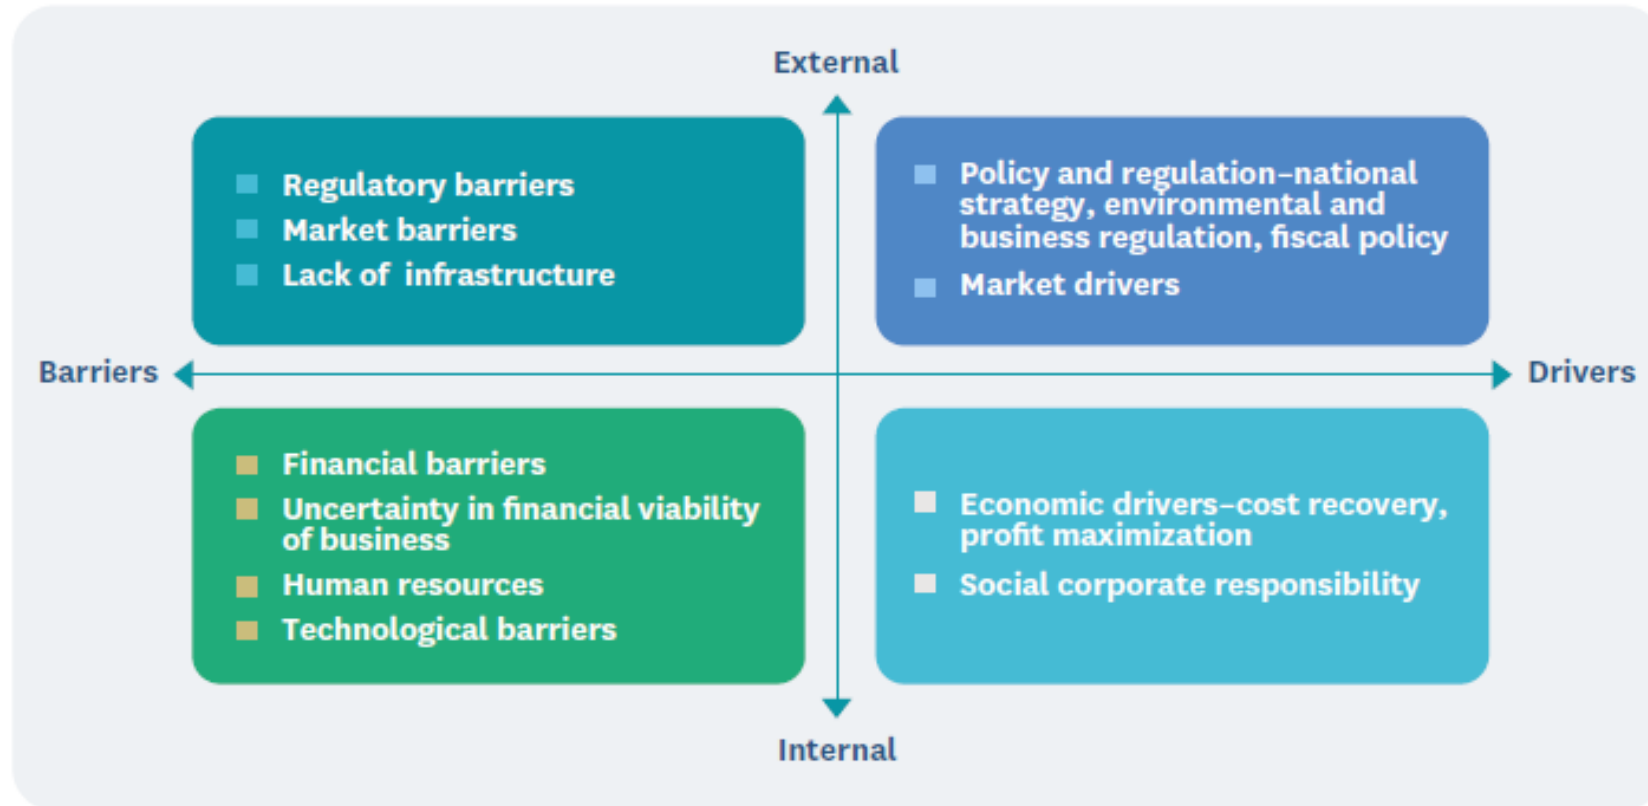 External
Regulatory barriers
Market barriers
Lack of infrastructure
Policy and regulation–national
strategy, environmental and
business regulation, fiscal policy
Market drivers
Barriers
Drivers
Financial barriers
Uncertainty in financial viability
of business
Human resources
Technological barriers
Economic drivers–cost recovery,
profit maximization
Social corporate responsibility
Internal